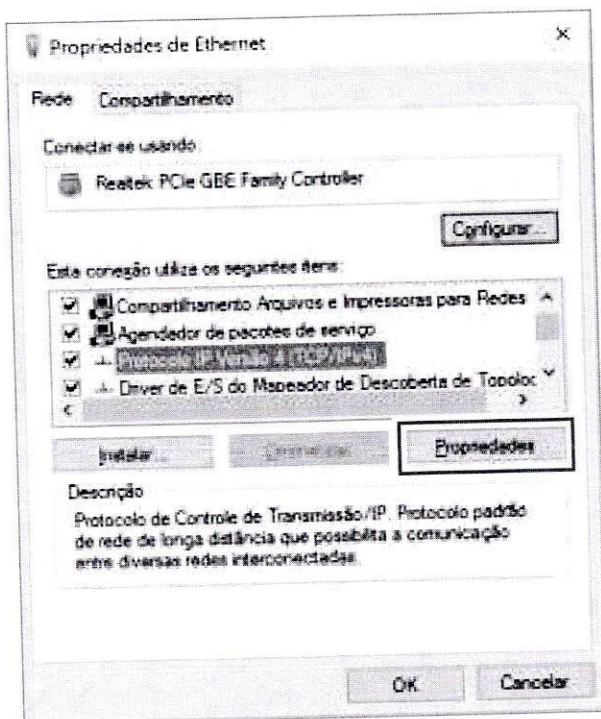 Propriedades de Ethernet
Rede Compartilhamento
Conectar-se usando:
Realtek PCIe GBE Family Controller
Configurar...
Esta conexão utiliza os seguintes itens:
Compartilhamento Arquivos e Impressoras para Redes
Agendador de pacotes de serviço
Protocolo IP Versão 4 (TCP/IPv4)
Driver de E/S do Mapeador de Descoberta de Topoloc
Instalar... Propriedades
Descrição
Protocolo de Controle de Transmissão/IP. Protocolo padrão
de rede de longa distância que possibilita a comunicação
entre diversas redes interconectadas.
OK Cancelar